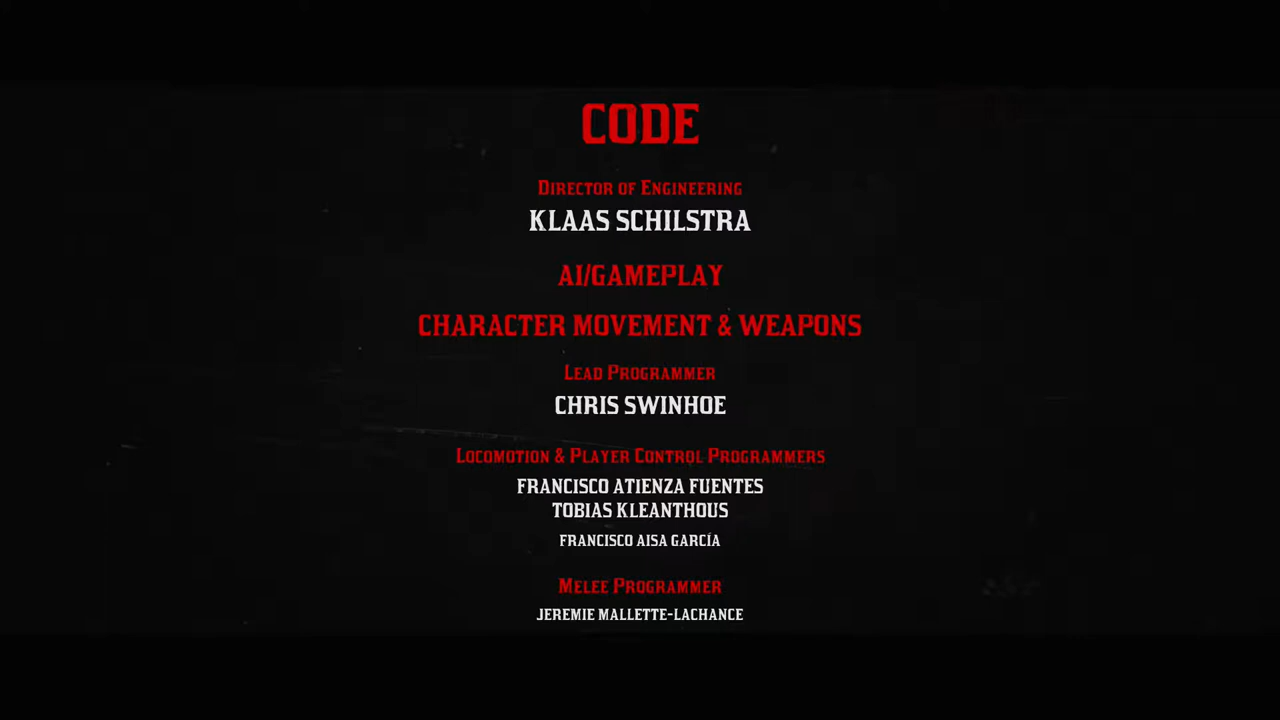 CODE
DIRECTOR OF ENGINEERING
KLAAS SCHILSTRA
AI/GAMEPLAY
CHARACTER MOVEMENT & WEAPONS
LEAD PROGRAMMER
CHRIS SWINHOE
LOCOMOTION & PLAYER CONTROL PROGRAMMERS
FRANCISCO ATIENZA FUENTES
TOBIAS KLEANTHOUS
FRANCISCO AISA GARCÍA
MELEE PROGRAMMER
JEREMIE MALLETTE-LACHANCE